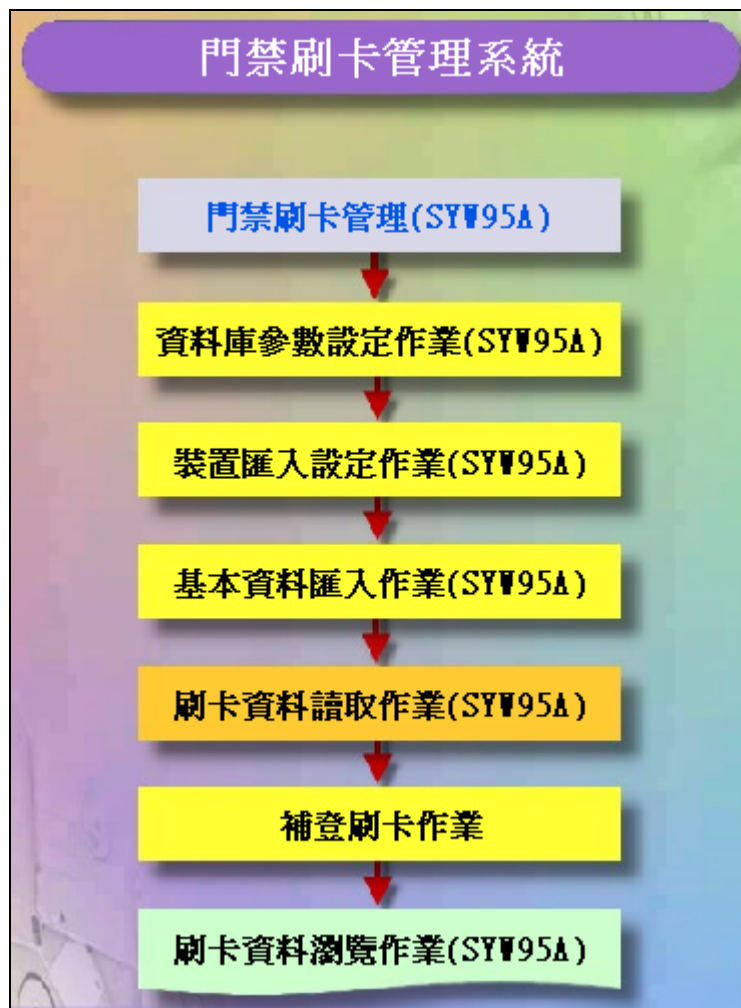 門禁刷卡管理系統
門禁刷卡管理(SYW95A)
資料庫參數設定作業(SYW95A)
裝置匯入設定作業(SYW95A)
基本資料匯入作業(SYW95A)
刷卡資料讀取作業(SYW95A)
補登刷卡作業
刷卡資料瀏覽作業(SYW95A)